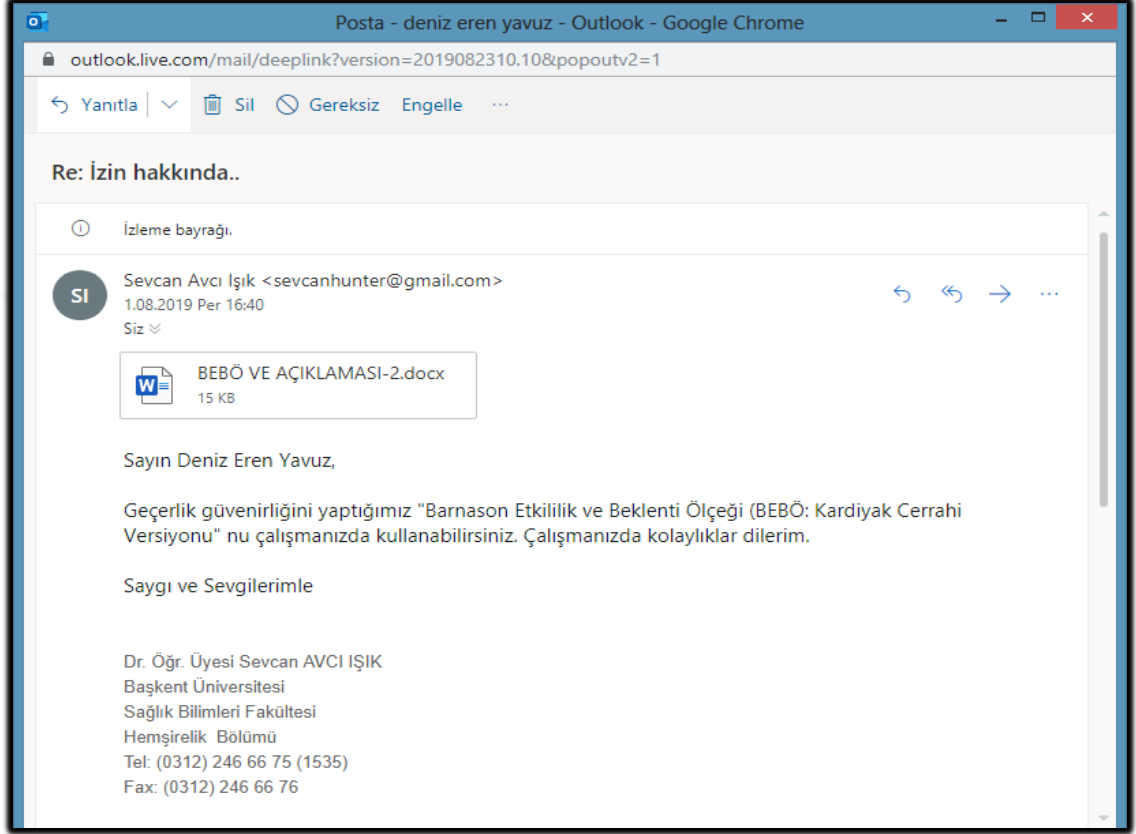 Posta - deniz eren yavuz - Outlook - Google Chrome
outlook.live.com/mail/deeplink?version=2019082310.10&popoutv2=1
Yanıtla Sil Gereksiz Engelle ...
Re: İzin hakkında..
İzleme bayrağı.
SI
Sevcan Avcı Işık <sevcanhunter@gmail.com>
1.08.2019 Per 16:40
Siz
BEBÖ VE AÇIKLAMASI-2.docx
15 KB
Sayın Deniz Eren Yavuz,
Geçerlik güvenirliğini yaptığımız "Barnason Etkililik ve Beklenti Ölçeği (BEBÖ: Kardiyak Cerrahi
Versiyonu" nu çalışmanızda kullanabilirsiniz. Çalışmanızda kolaylıklar dilerim.
Saygı ve Sevgilerimle
Dr. Öğr. Üyesi Sevcan AVCI IŞIK
Başkent Üniversitesi
Sağlık Bilimleri Fakültesi
Hemşirelik  Bölümü
Tel: (0312) 246 66 75 (1535)
Fax: (0312) 246 66 76